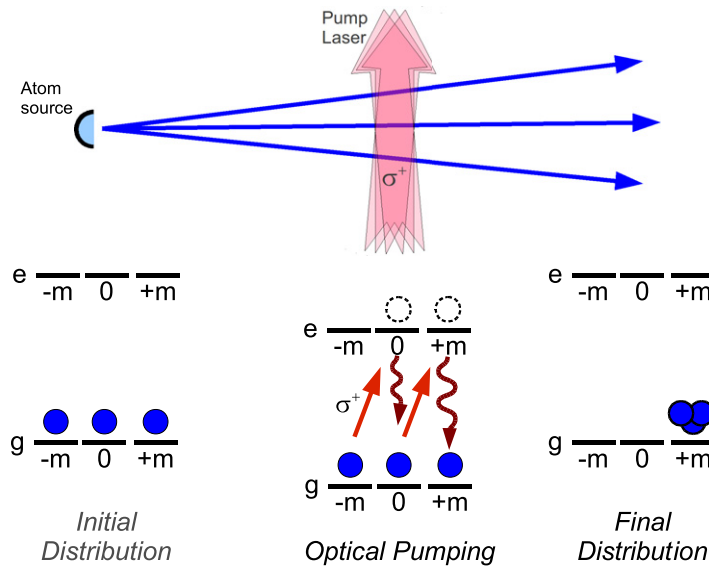 Pump
Laser
Atom
source
σ+
e
-m 0 +m
g
-m 0 +m
Initial
Distribution
e
-m 0 +m
σ+
g
-m 0 +m
Optical Pumping
e
-m 0 +m
g
-m 0 +m
Final
Distribution